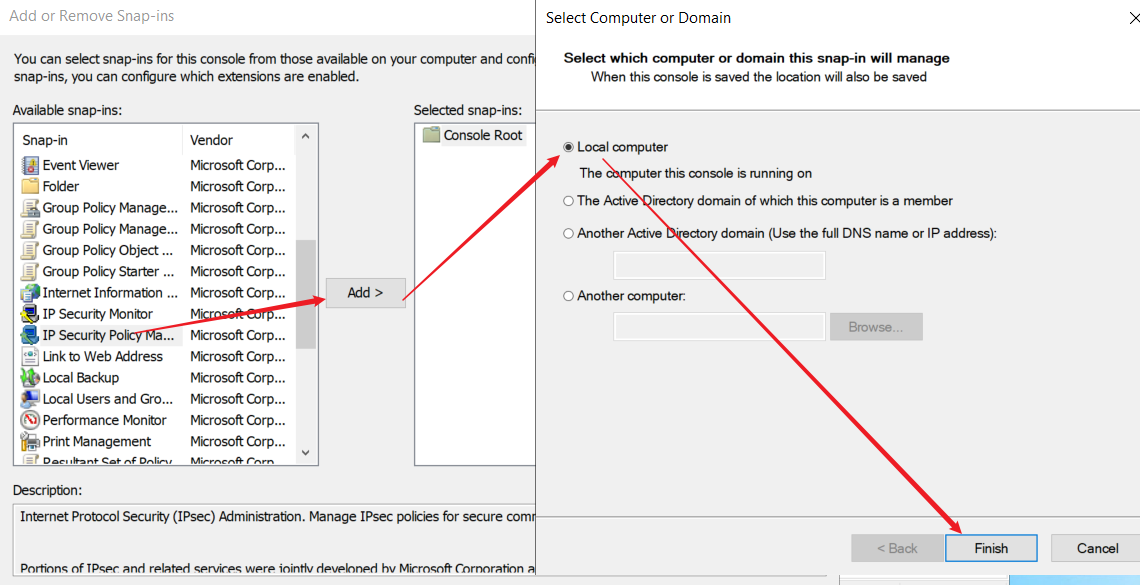 Add or Remove Snap-ins
You can select snap-ins for this console from those available on your computer and
snap-ins, you can configure which extensions are enabled.
Available snap-ins:
Selected snap-ins:
Snap-in Vendor
Event Viewer Microsoft Corp...
Folder Microsoft Corp...
Group Policy Manage... Microsoft Corp...
Group Policy Manage... Microsoft Corp...
Group Policy Object ... Microsoft Corp...
Group Policy Starter ... Microsoft Corp...
Internet Information ... Microsoft Corp...
IP Security Monitor Microsoft Corp...
IP Security Policy Ma... Microsoft Corp...
Link to Web Address Microsoft Corp...
Local Backup Microsoft Corp...
Local Users and Gro... Microsoft Corp...
Performance Monitor Microsoft Corp...
Print Management Microsoft Corp...
Resultant Set of Policy Microsoft Corp...
Add >
Console Root
Description:
Internet Protocol Security (IPsec) Administration. Manage IPsec policies for secure
Portions of IPsec and related services were jointly developed by Microsoft Corporation a
Select Computer or Domain
Select which computer or domain this snap-in will manage
When this console is saved the location will also be saved
Local computer
The computer this console is running on
The Active Directory domain of which this computer is a member
Another Active Directory domain (Use the full DNS name or IP address):
Another computer:
Browse...
< Back
Finish
Cancel